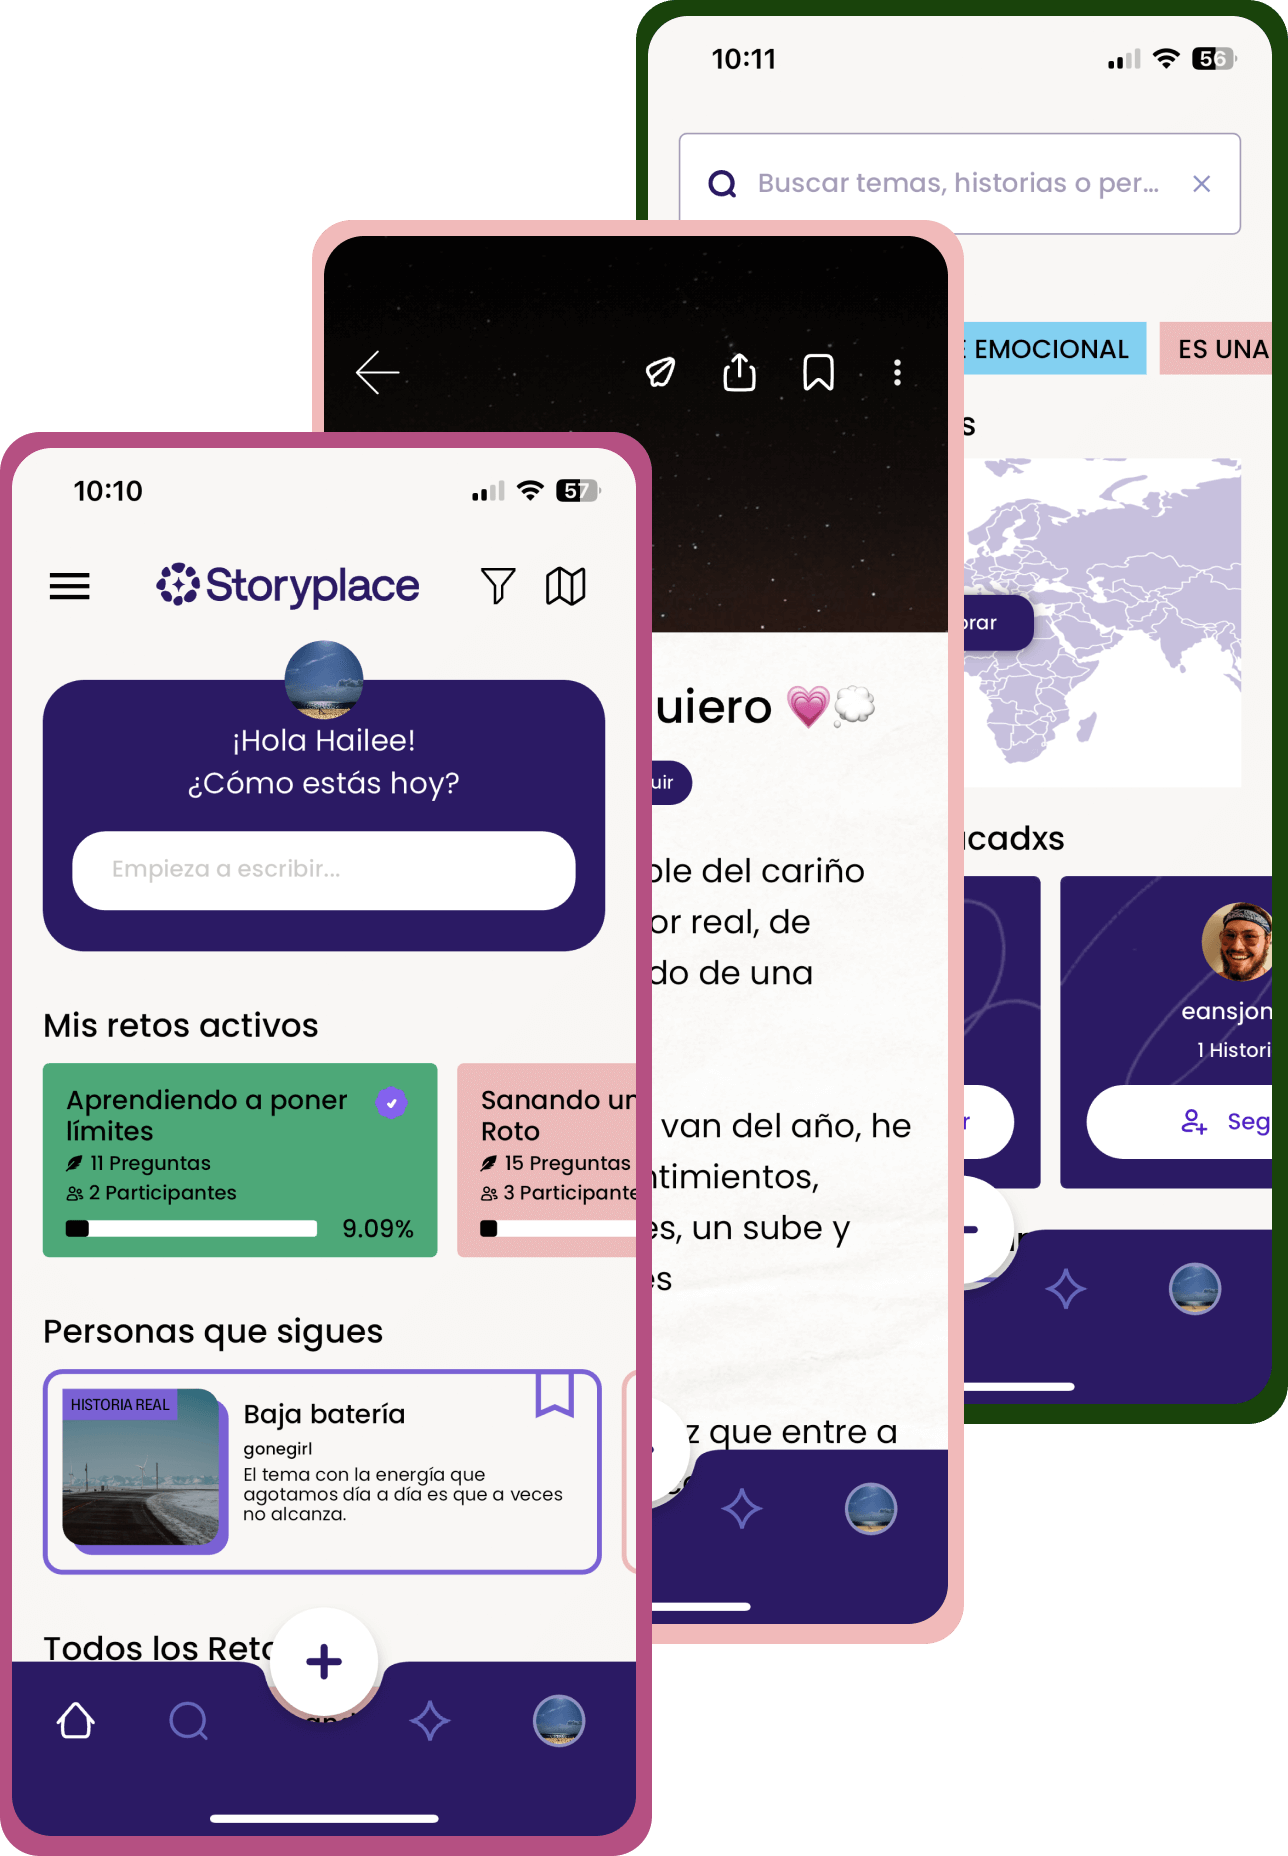 10:11
56
Buscar temas, historias o per...
EMOCIONAL
ES UNA
10:10
57
Storyplace
¡Hola Hailee!
¿Cómo estás hoy?
Empieza a escribir...
Mis retos activos
Aprendiendo a poner
límites
11 Preguntas
2 Participantes
9.09%
Sanando un
Roto
15 Preguntas
3 Participante
Personas que sigues
HISTORIA REAL
Baja batería
gonegirl
El tema con la energía que
agotamos día a día es que a veces
no alcanza.
Todos los Reto
uiero 💗💭
uir
ble del cariño
or real, de
do de una
van del año, he
ntimientos,
es, un sube y
es
z que entre a
s
orar
cadxs
eansjon
1 Histori
r
Seg